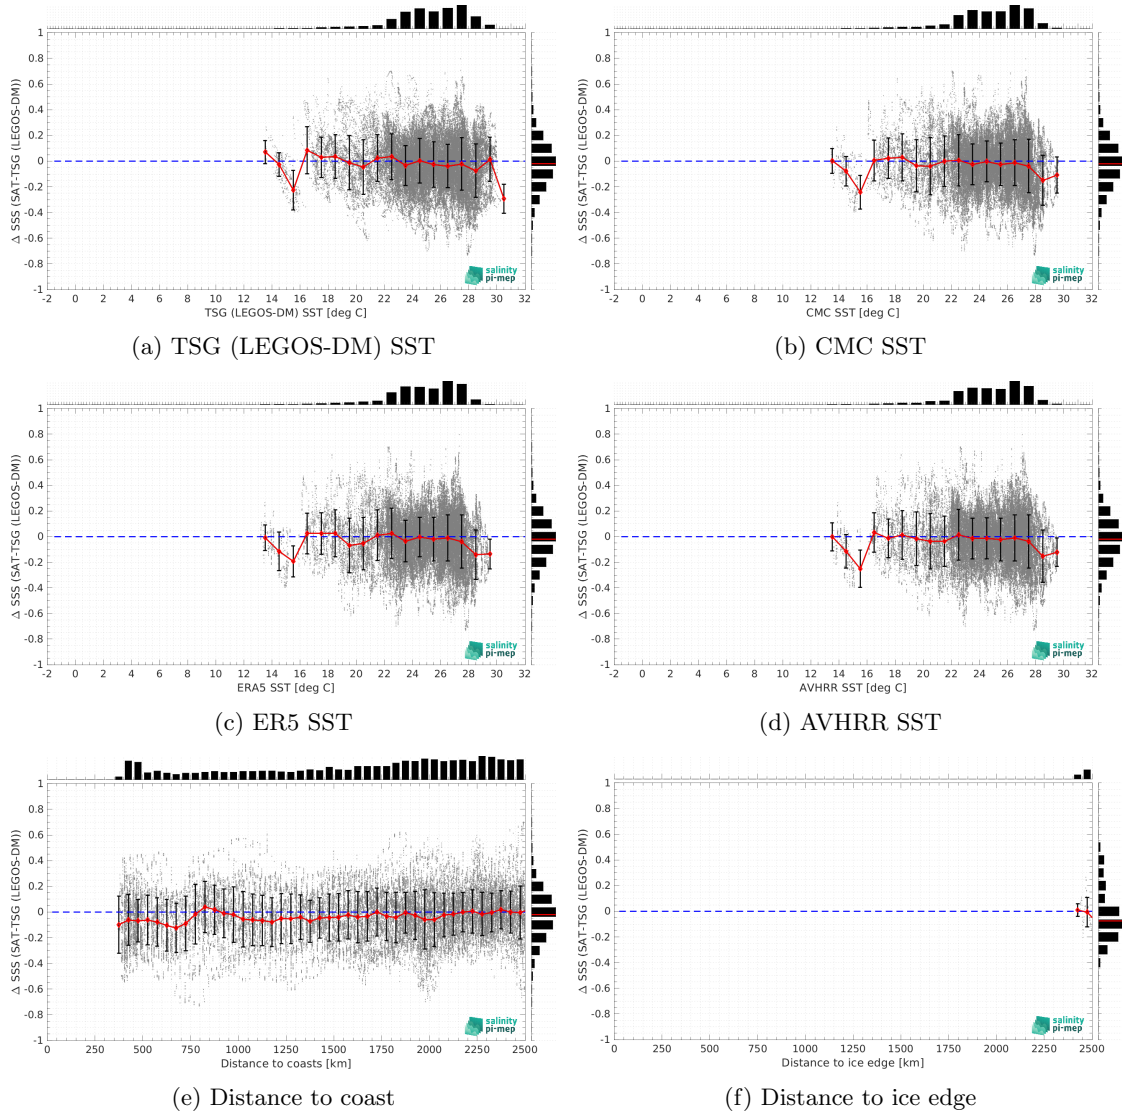 1
0.8
0.6
0.4
0.2
0
-0.2
-0.4
-0.6
-0.8
-1
Δ SSS (SAT-TSG (LEGOS-DM))
salinity
pi-mep
-2 0 2 4 6 8 10 12 14 16 18 20 22 24 26 28 30 32
TSG (LEGOS-DM) SST [deg C]
(a) TSG (LEGOS-DM) SST
1
0.8
0.6
0.4
0.2
0
-0.2
-0.4
-0.6
-0.8
-1
Δ SSS (SAT-TSG (LEGOS-DM))
salinity
pi-mep
-2 0 2 4 6 8 10 12 14 16 18 20 22 24 26 28 30 32
CMC SST [deg C]
(b) CMC SST
1
0.8
0.6
0.4
0.2
0
-0.2
-0.4
-0.6
-0.8
-1
Δ SSS (SAT-TSG (LEGOS-DM))
salinity
pi-mep
-2 0 2 4 6 8 10 12 14 16 18 20 22 24 26 28 30 32
ERA5 SST [deg C]
(c) ER5 SST
1
0.8
0.6
0.4
0.2
0
-0.2
-0.4
-0.6
-0.8
-1
Δ SSS (SAT-TSG (LEGOS-DM))
salinity
pi-mep
-2 0 2 4 6 8 10 12 14 16 18 20 22 24 26 28 30 32
AVHRR SST [deg C]
(d) AVHRR SST
1
0.8
0.6
0.4
0.2
0
-0.2
-0.4
-0.6
-0.8
-1
Δ SSS (SAT-TSG (LEGOS-DM))
salinity
pi-mep
0 250 500 750 1000 1250 1500 1750 2000 2250 2500
Distance to coasts [km]
(e) Distance to coast
1
0.8
0.6
0.4
0.2
0
-0.2
-0.4
-0.6
-0.8
-1
Δ SSS (SAT-TSG (LEGOS-DM))
salinity
pi-mep
0 250 500 750 1000 1250 1500 1750 2000 2250 2500
Distance to ice edge [km]
(f) Distance to ice edge